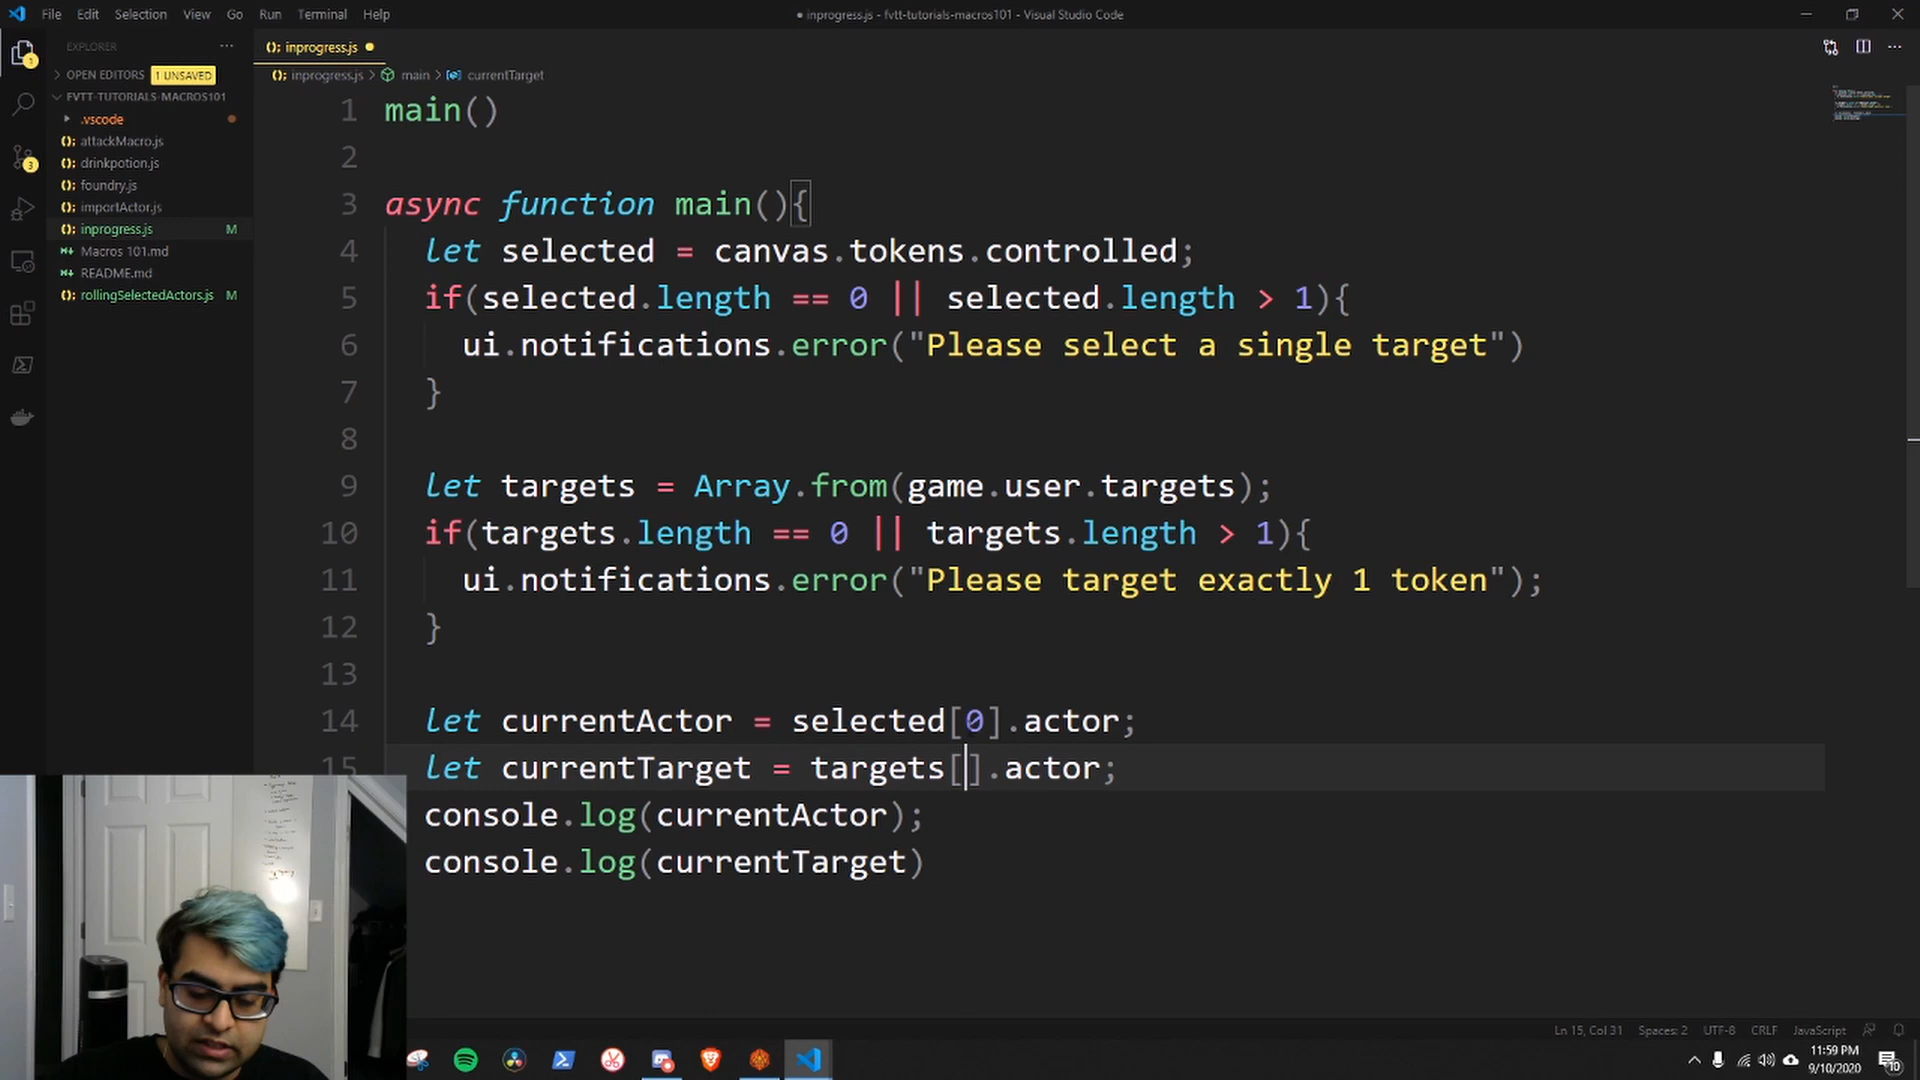 File Edit Selection View Go Run Terminal Help
● inprogress.js - fvtt-tutorials-macros101 - Visual Studio Code
EXPLORER
inprogress.js
OPEN EDITORS 1 UNSAVED
inprogress.js > main > currentTarget
FVTT-TUTORIALS-MACROS101
.vscode
attackMacro.js
drinkpotion.js
foundry.js
importActor.js
inprogress.js M
Macros 101.md
README.md
rollingSelectedActors.js M
1
3
1 main()
2
3 async function main(){
4 let selected = canvas.tokens.controlled;
5 if(selected.length == 0 || selected.length > 1){
6 ui.notifications.error("Please select a single target")
7 }
8
9 let targets = Array.from(game.user.targets);
10 if(targets.length == 0 || targets.length > 1){
11 ui.notifications.error("Please target exactly 1 token");
12 }
13
14 let currentActor = selected[0].actor;
15 let currentTarget = targets[].actor;
console.log(currentActor);
console.log(currentTarget)
Ln 15, Col 31 Spaces: 2 UTF-8 CRLF JavaScript
11:59 PM
9/10/2020
10